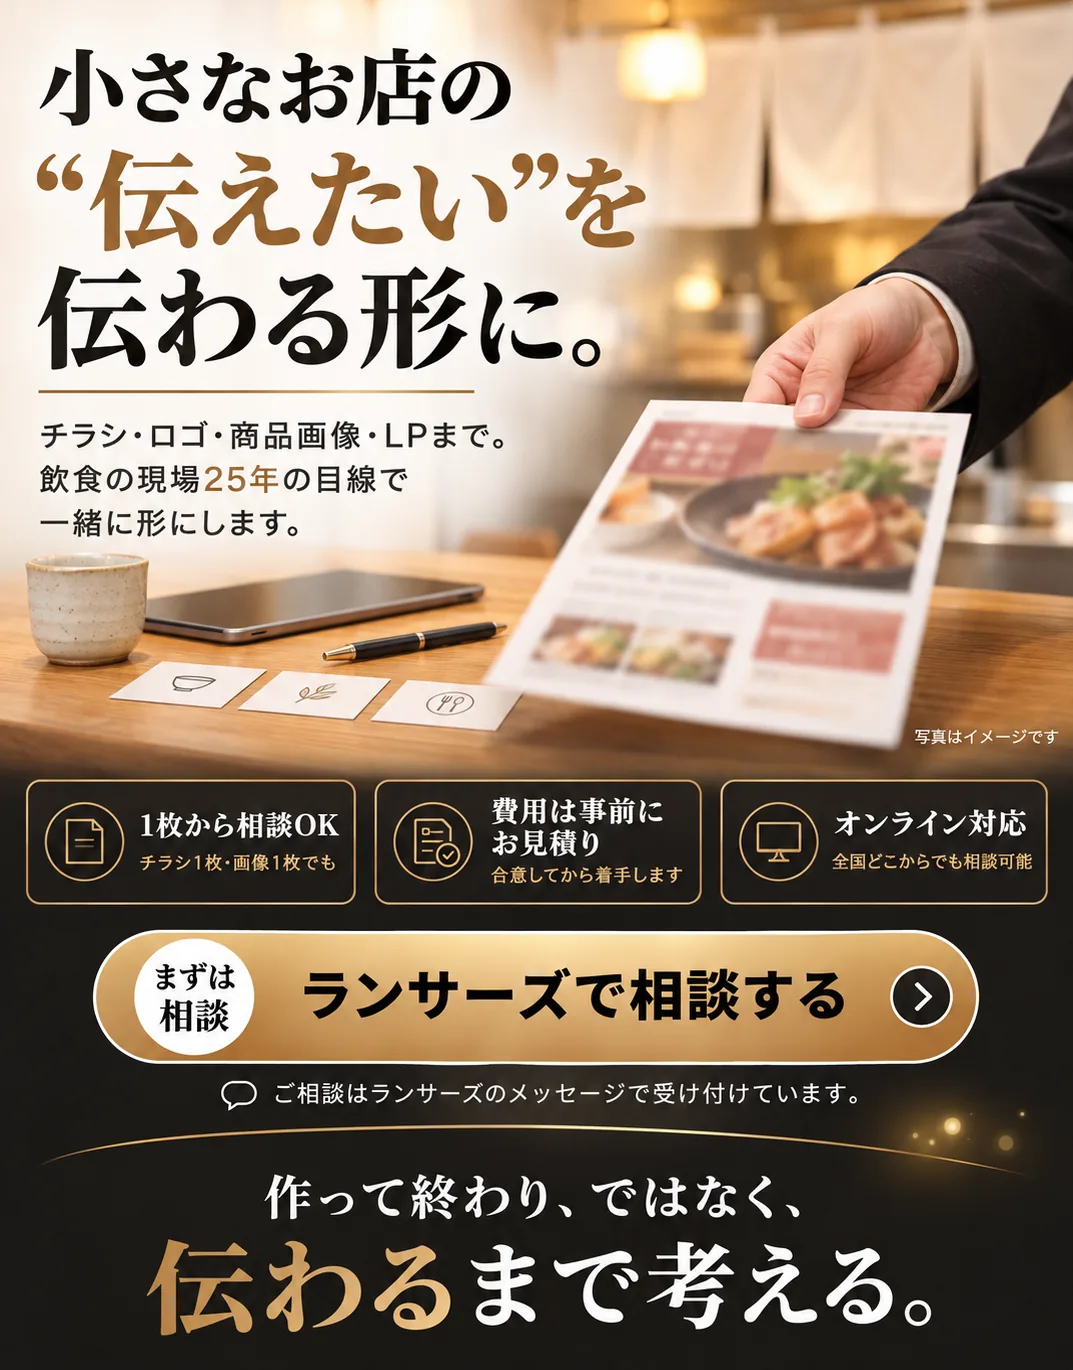 小さなお店の
“伝えたい”を
伝わる形に。
チラシ・ロゴ・商品画像・LPまで。
飲食の現場25年の目線で
一緒に形にします。
写真はイメージです
1枚から相談OK
チラシ1枚・画像1枚でも
費用は事前に
お見積り
合意してから着手します
オンライン対応
全国どこからでも相談可能
まずは
相談
ランサーズで相談する
ご相談はランサーズのメッセージで受け付けています。
作って終わり、ではなく、
伝わるまで考える。